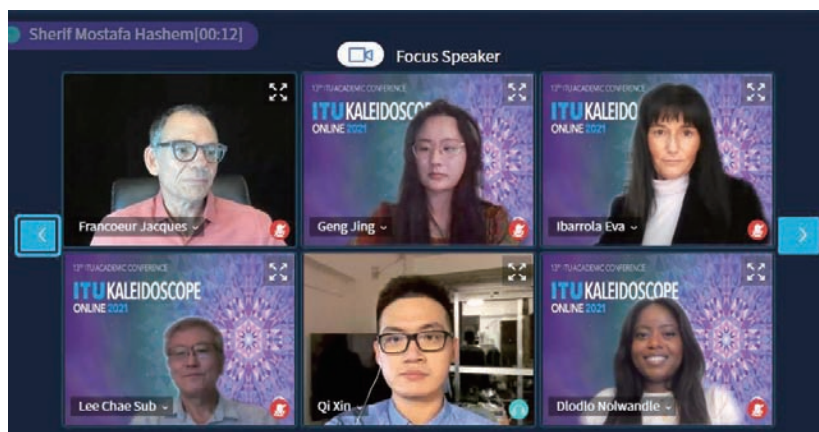 Sherif Mostafa Hashem[00:12]
Focus Speaker
Francoeur Jacques
13TH ITU ACADEMIC CONFERENCE
ITU KALEIDOSCOP
ONLINE 2021
Geng Jing
13TH ITU ACADEMIC CONFERENCE
ITU KALEIDO
ONLINE 2021
Ibarrola Eva
13TH ITU ACADEMIC CONFERENCE
ITU KALEIDOSCOPE
ONLINE 2021
Lee Chae Sub
Qi Xin
13TH ITU ACADEMIC CONFERENCE
ITU KALEIDOSCOPE
ONLINE 2021
Dlodlo Nolwandle